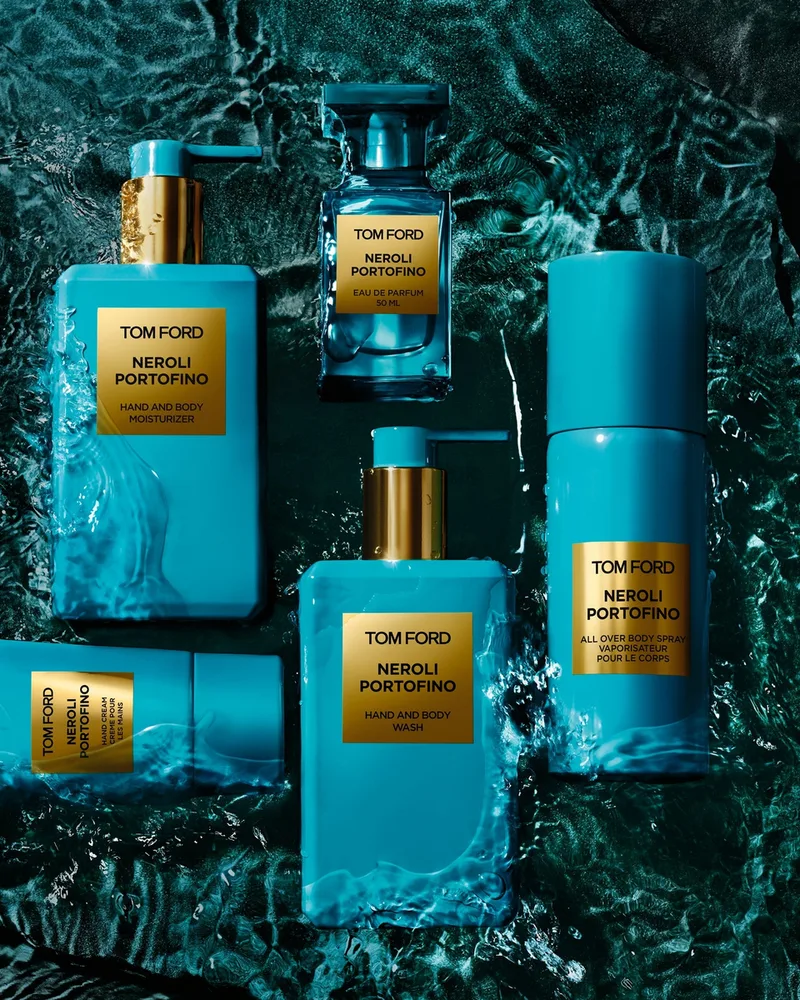 TOM FORD
NEROLI
PORTOFINO
EAU DE PARFUM
50 ML
TOM FORD
NEROLI
PORTOFINO
HAND AND BODY
MOISTURIZER
TOM FORD
NEROLI
PORTOFINO
ALL OVER BODY SPRAY
VAPORISATEUR
POUR LE CORPS
TOM FORD
NEROLI
PORTOFINO
HAND AND BODY
WASH
TOM FORD
NEROLI
PORTOFINO
HAND CREAM
CRÈME POUR
LES MAINS